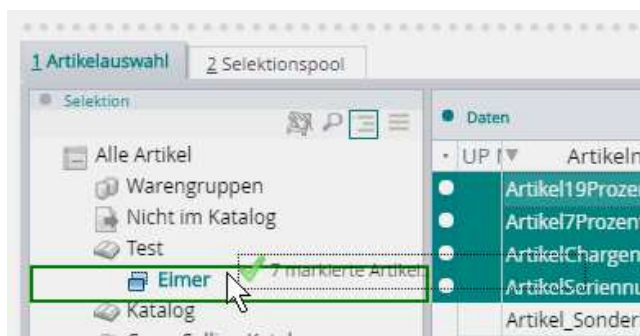 1 Artikelauswahl
2 Selektionspool
Selektion
Alle Artikel
Warengruppen
Nicht im Katalog
Test
Eimer
Katalog
7 markierte Artikel
Daten
UP
Artikeln
Artikel19Prozen
Artikel7Prozent
ArtikelChargen
ArtikelSeriennu
Artikel_Sonder